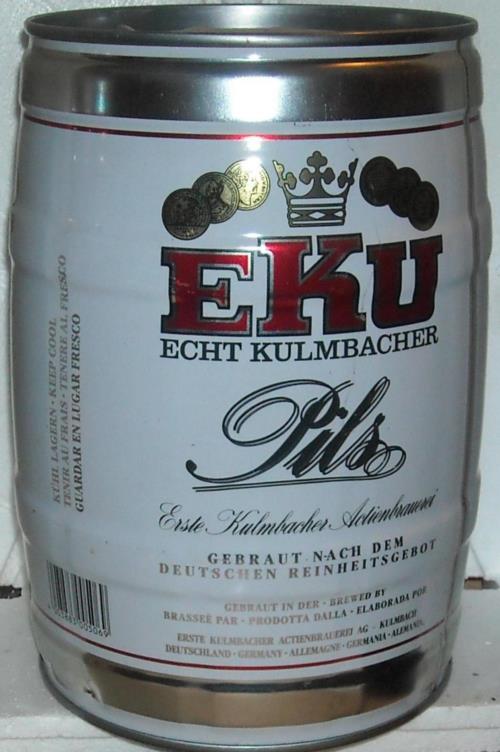 EKU
ECHT KULMBACHER
Pils
Erste Kulmbacher Actienbrauerei
GEBRAUT NACH DEM
DEUTSCHEN REINHEITSGEBOT
GEBRAUT IN DER - BREWED BY
BRASSEÉ PAR - PRODOTTA DALLA - ELABORADA POR
ERSTE KULMBACHER ACTIENBRAUEREI AG - KULMBACH
DEUTSCHLAND - GERMANY - ALLEMAGNE - GERMANIA - ALEMANIA
KÜHL LAGERN - KEEP COOL
TENIR AU FRAIS - TENERE AL FRESCO
GUARDAR EN LUGAR FRESCO